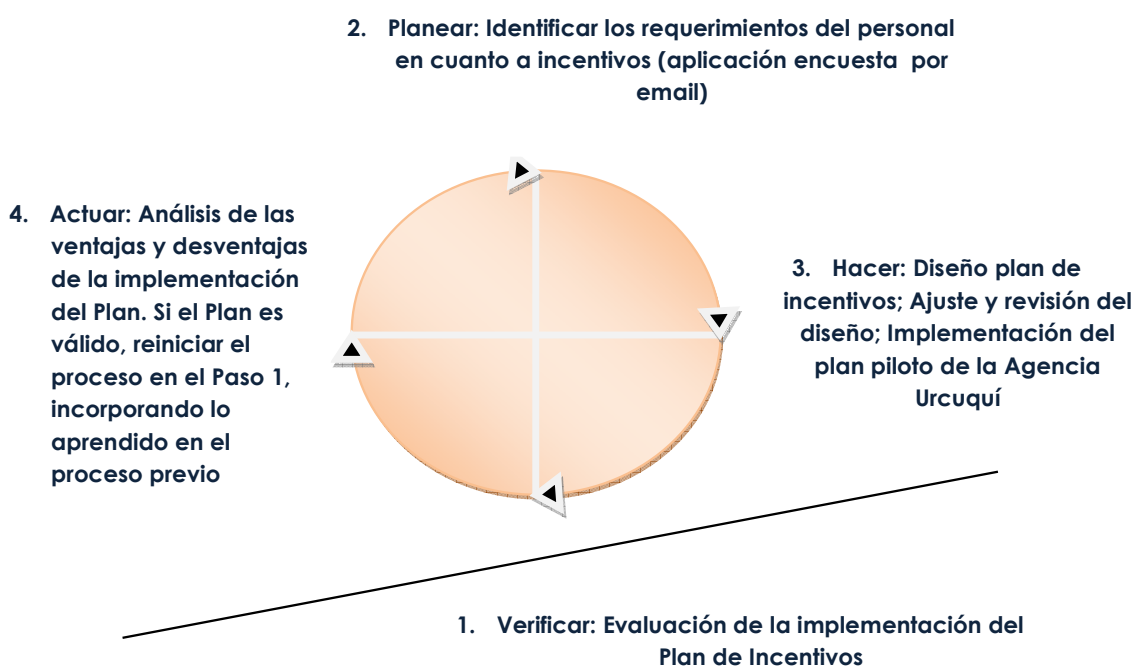 2. Planear: Identificar los requerimientos del personal
en cuanto a incentivos (aplicación encuesta por
email)
4. Actuar: Análisis de las
ventajas y desventajas
de la implementación
del Plan. Si el Plan es
válido, reiniciar el
proceso en el Paso 1,
incorporando lo
aprendido en el
proceso previo
3. Hacer: Diseño plan de
incentivos; Ajuste y revisión del
diseño; Implementación del
plan piloto de la Agencia
Urcuquí
1. Verificar: Evaluación de la implementación del
Plan de Incentivos